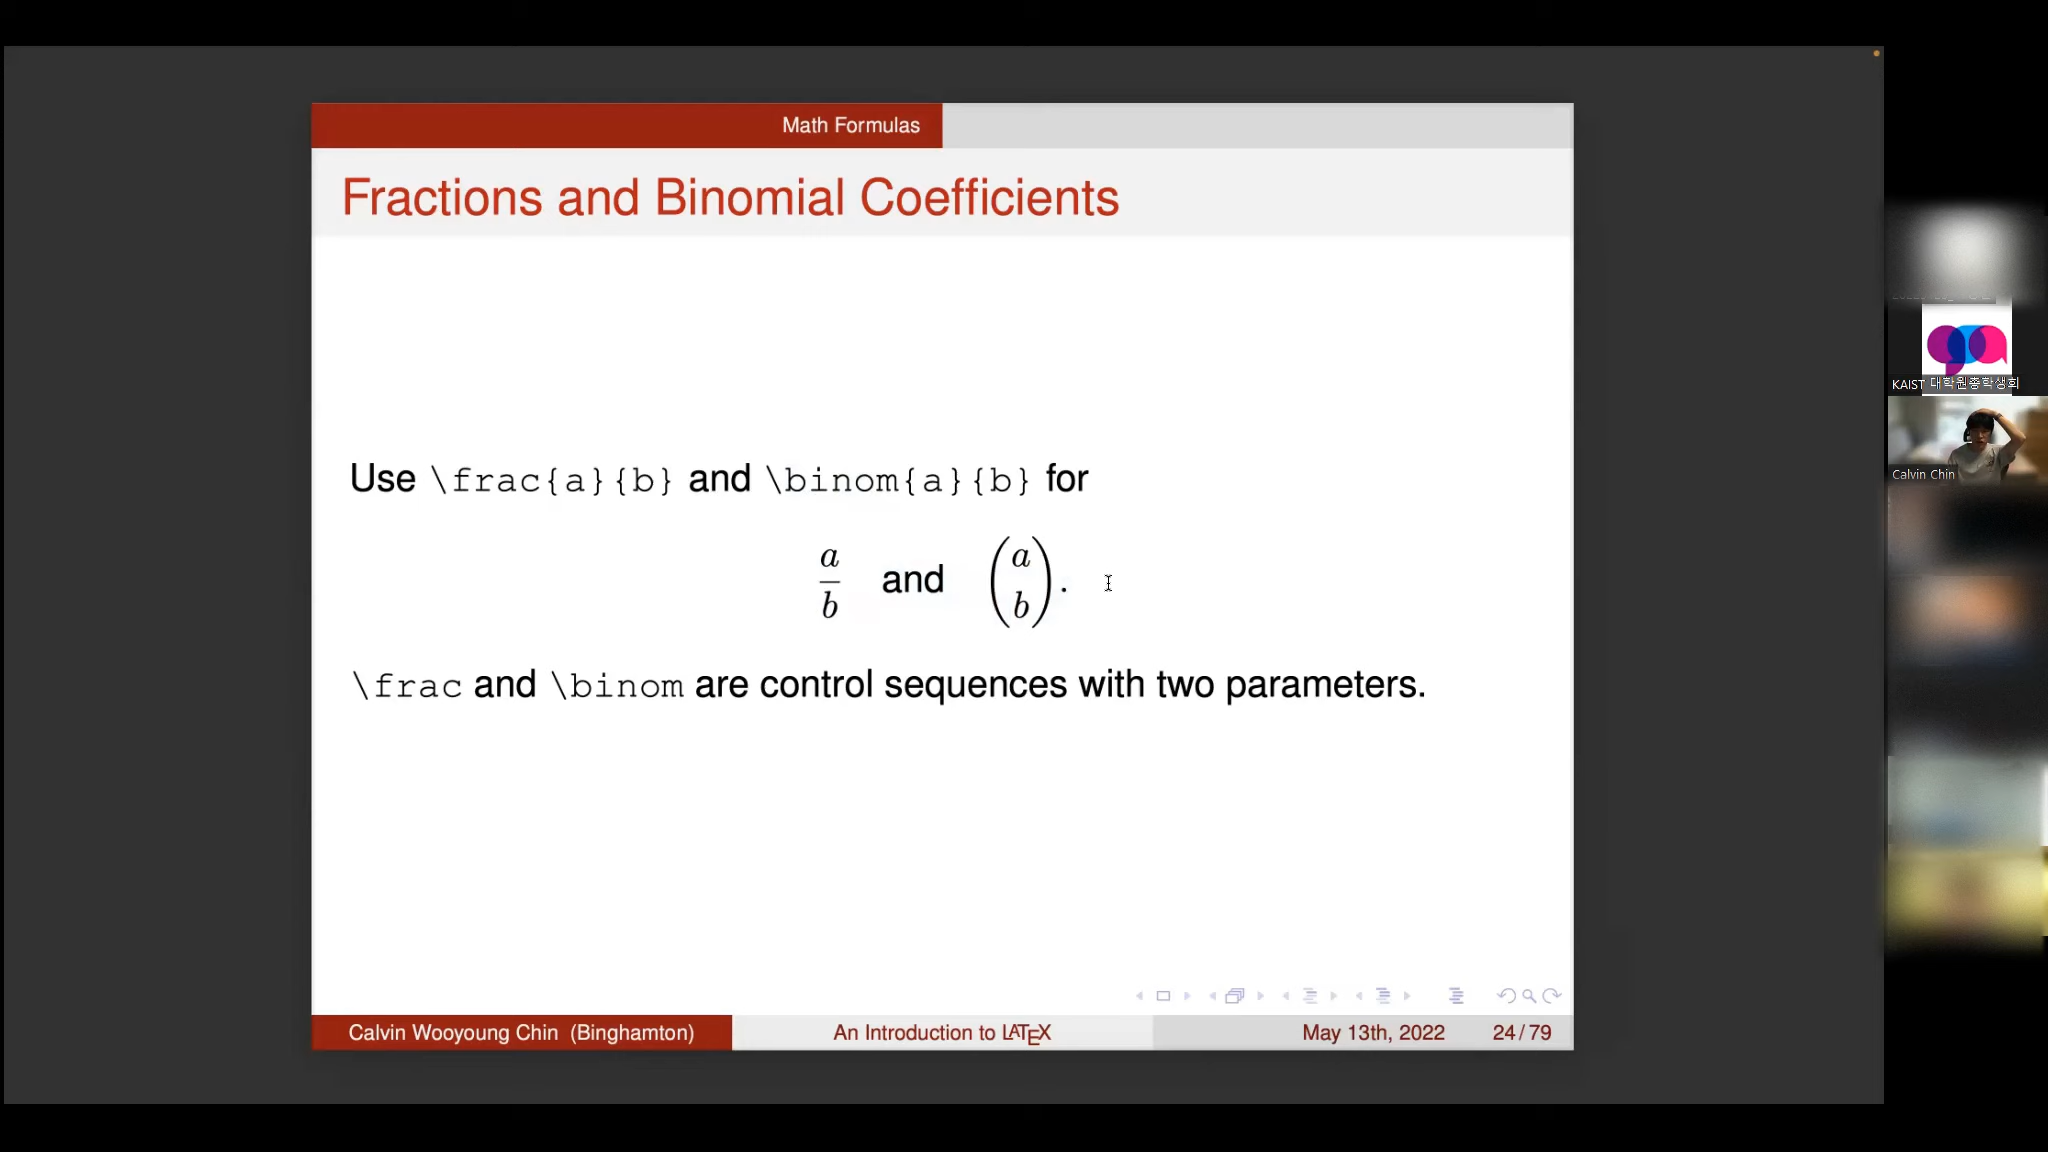 Math Formulas
Fractions and Binomial Coefficients
Use \frac{a}{b} and \binom{a}{b} for
a/b and (a b).
\frac and \binom are control sequences with two parameters.
Calvin Wooyoung Chin (Binghamton)
An Introduction to LATEX
May 13th, 2022
24/79
KAIST 대학원총학생회
Calvin Chin